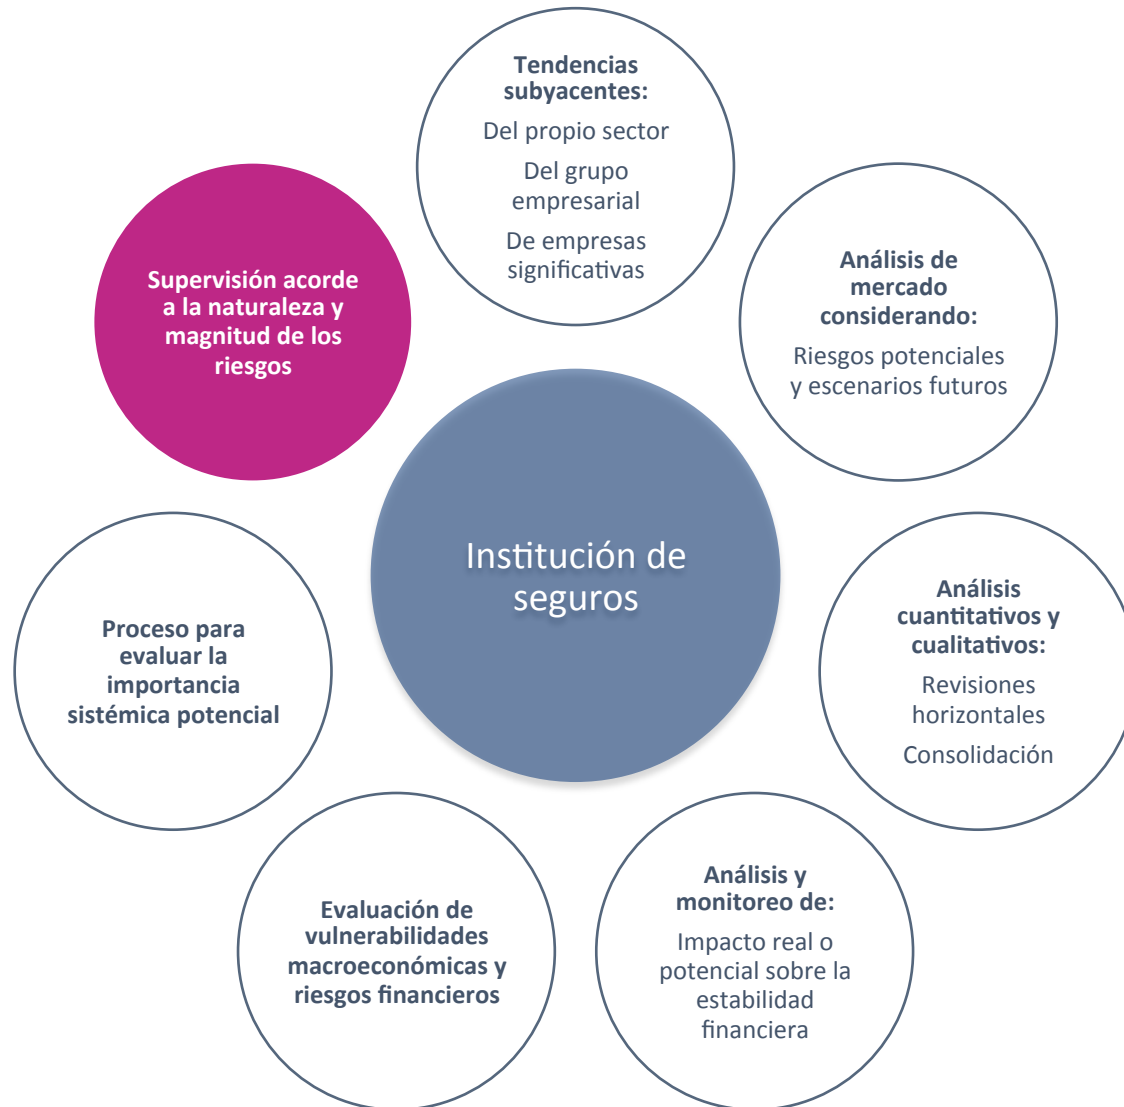 Tendencias
subyacentes:
Del propio sector
Del grupo
empresarial
De empresas
significativas
Análisis de
mercado
considerando:
Riesgos potenciales
y escenarios futuros
Análisis
cuantitativos y
cualitativos:
Revisiones
horizontales
Consolidación
Análisis y
monitoreo de:
Impacto real o
potencial sobre la
estabilidad
financiera
Evaluación de
vulnerabilidades
macroeconómicas y
riesgos financieros
Proceso para
evaluar la
importancia
sistémica potencial
Supervisión acorde
a la naturaleza y
magnitud de los
riesgos
Institución de
seguros